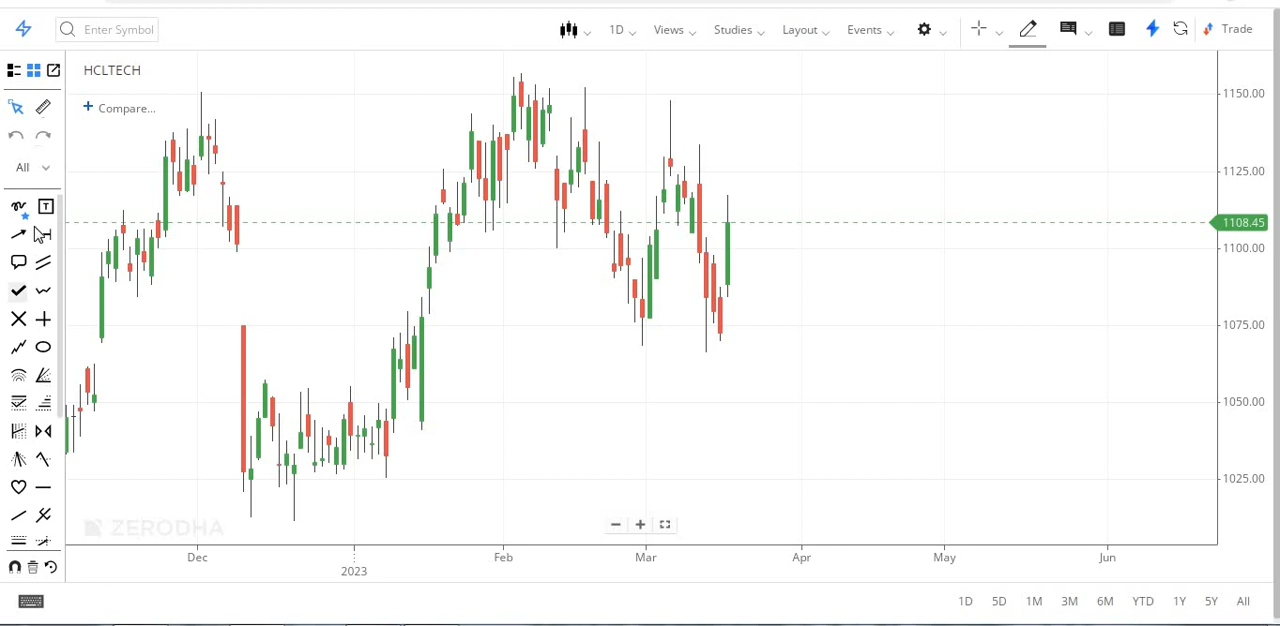 Enter Symbol
1D
Views
Studies
Layout
Events
Trade
HCLTECH
Compare...
All
T
1150.00
1125.00
1108.45
1100.00
1075.00
1050.00
1025.00
ZERODHA
Dec
2023
Feb
Mar
Apr
May
Jun
1D 5D 1M 3M 6M YTD 1Y 5Y All